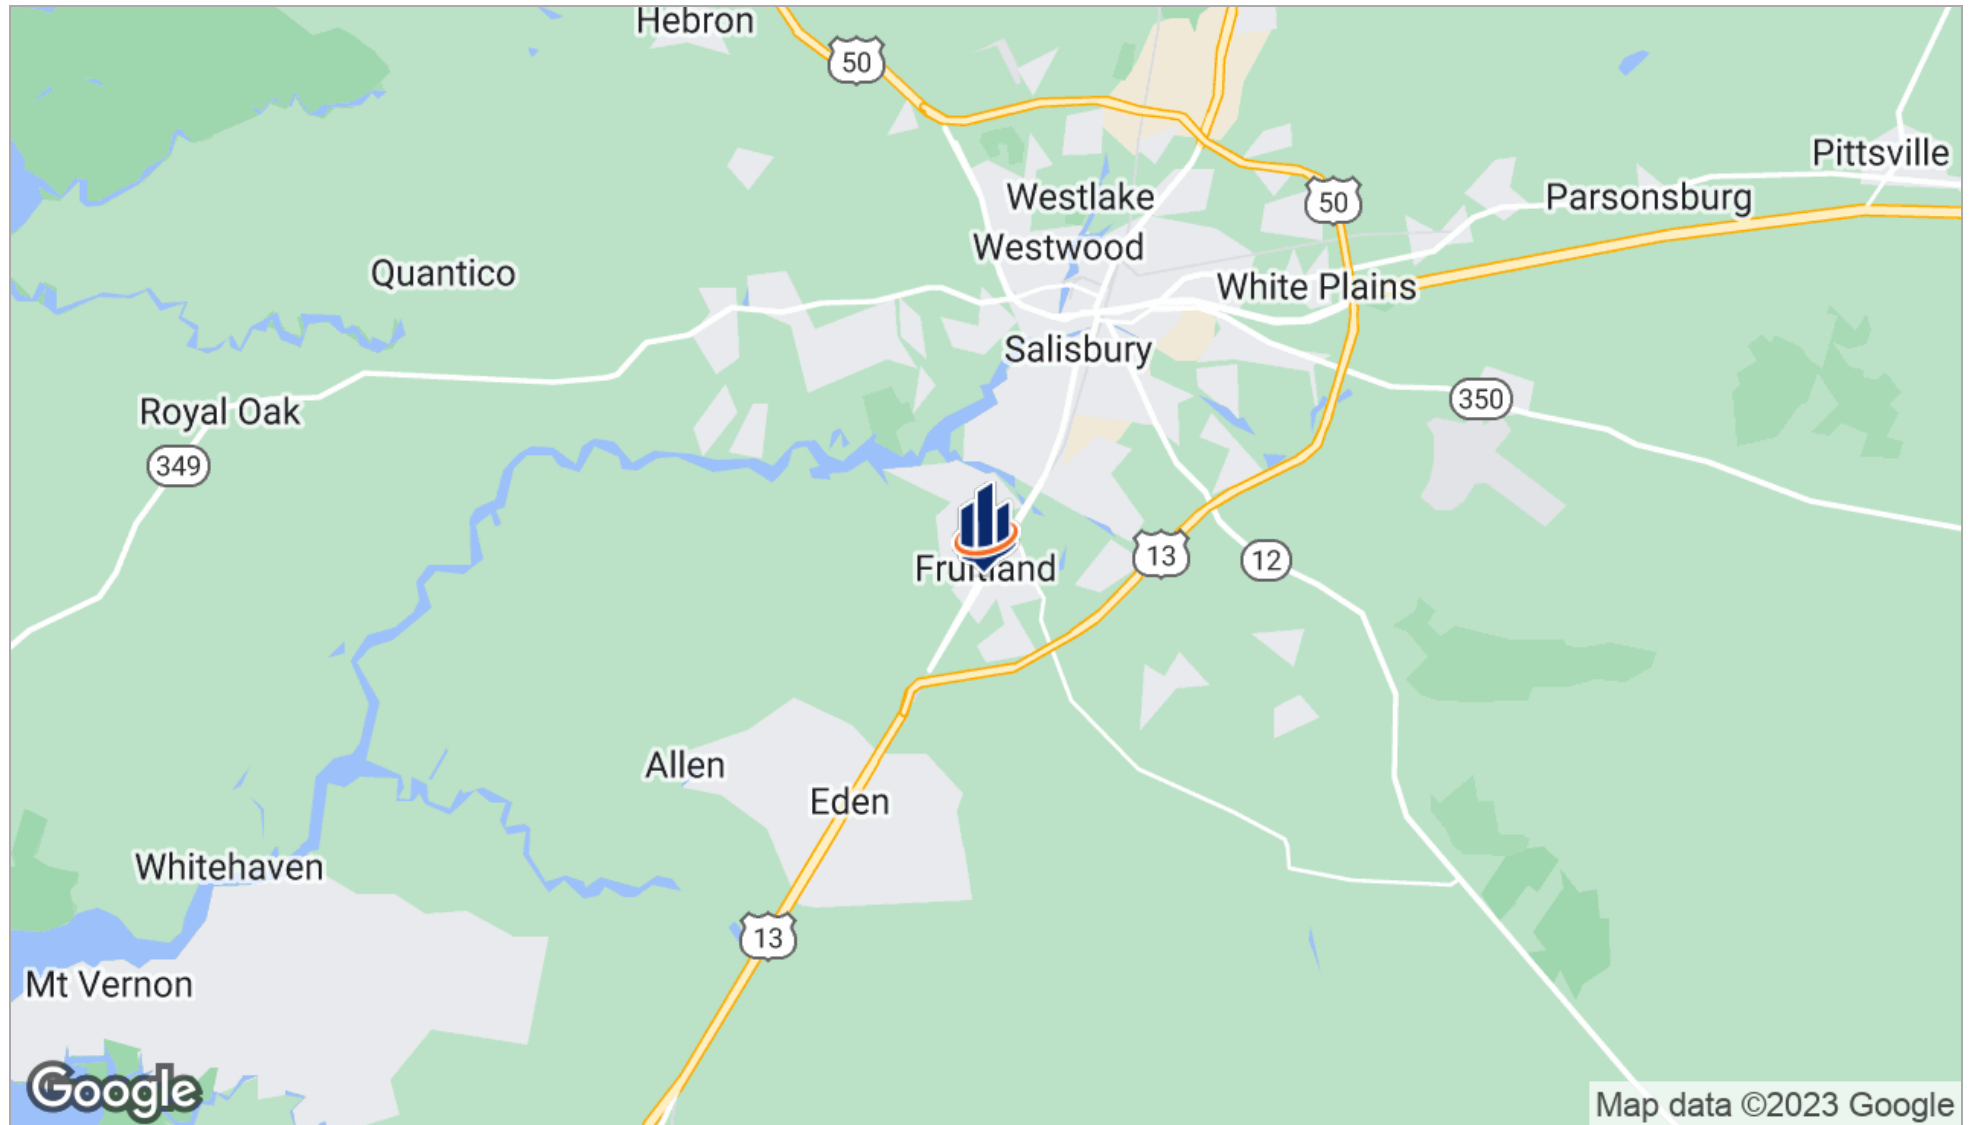 Hebron
50
Pittsville
Westlake
50
Parsonsburg
Westwood
Quantico
White Plains
Salisbury
350
Royal Oak
349
13
12
Fruitland
Allen
Eden
Whitehaven
13
Mt Vernon
Google
Map data ©2023 Google